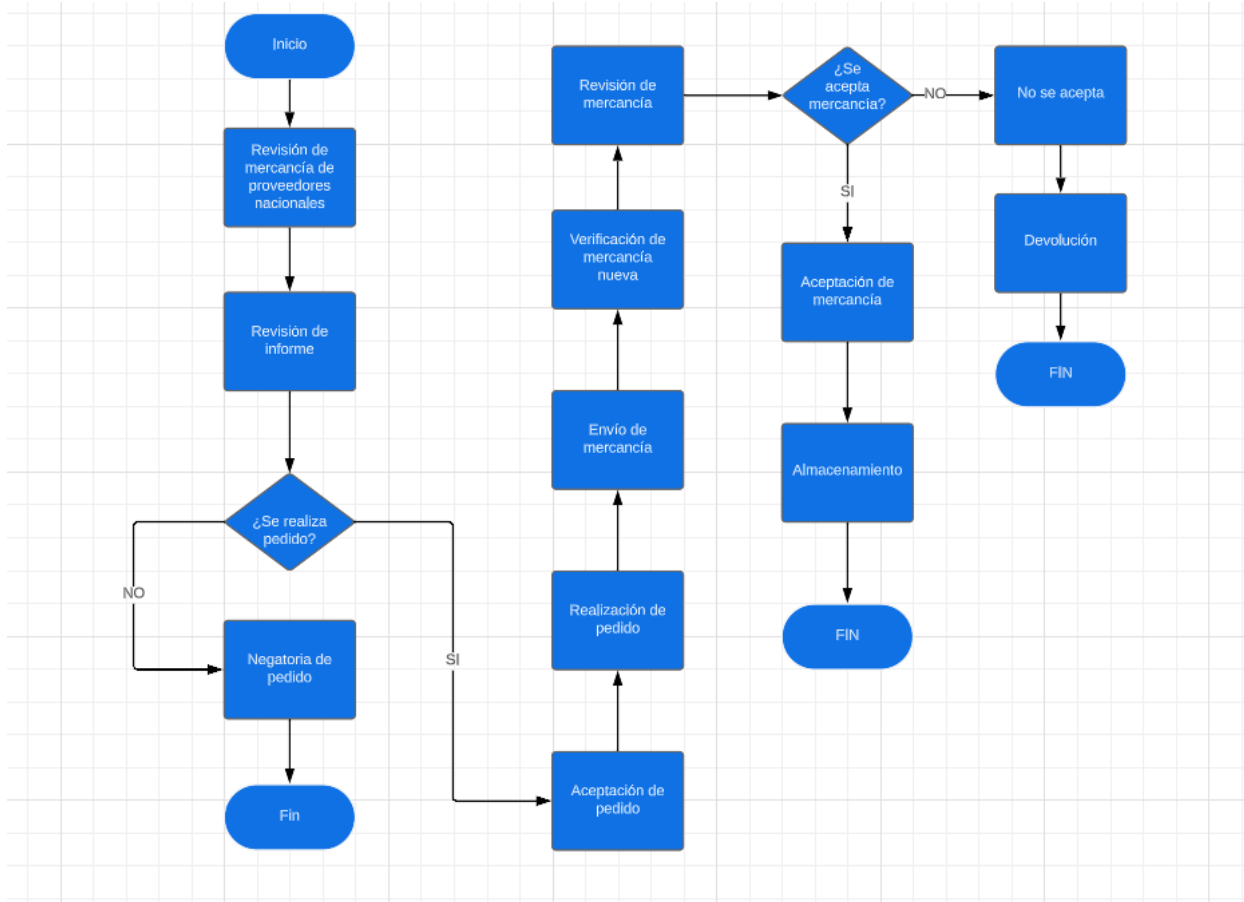 Inicio
Revisión de
mercancía de
proveedores
nacionales
Revisión de
informe
¿Se realiza
pedido?
NO
Negatoria de
pedido
Fin
SI
Aceptación de
pedido
Realización de
pedido
Envío de
mercancía
Verificación de
mercancía
nueva
Revisión de
mercancía
¿Se
acepta
mercancía?
SI
Aceptación de
mercancía
Almacenamiento
FIN
NO
No se acepta
Devolución
FIN